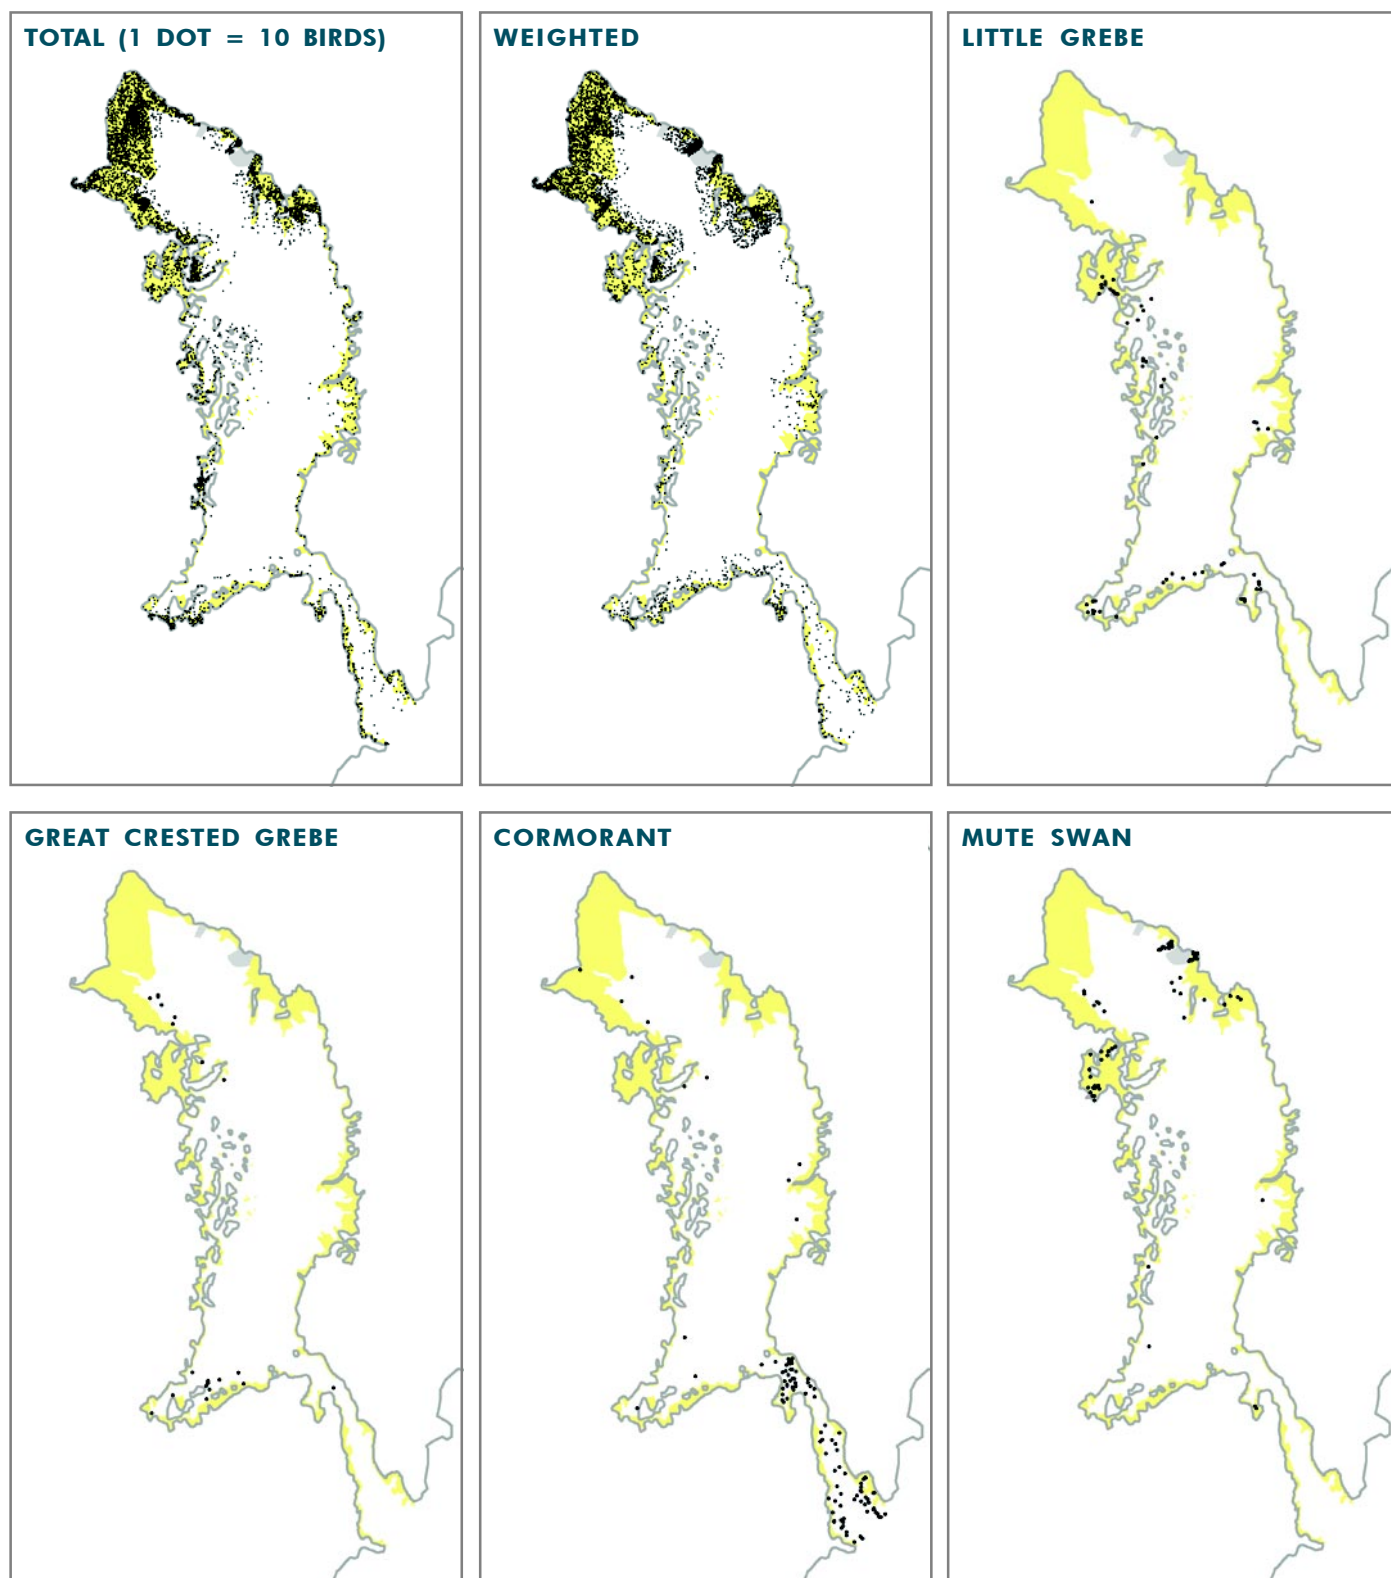 TOTAL (1 DOT = 10 BIRDS)
WEIGHTED
LITTLE GREBE
GREAT CRESTED GREBE
CORMORANT
MUTE SWAN